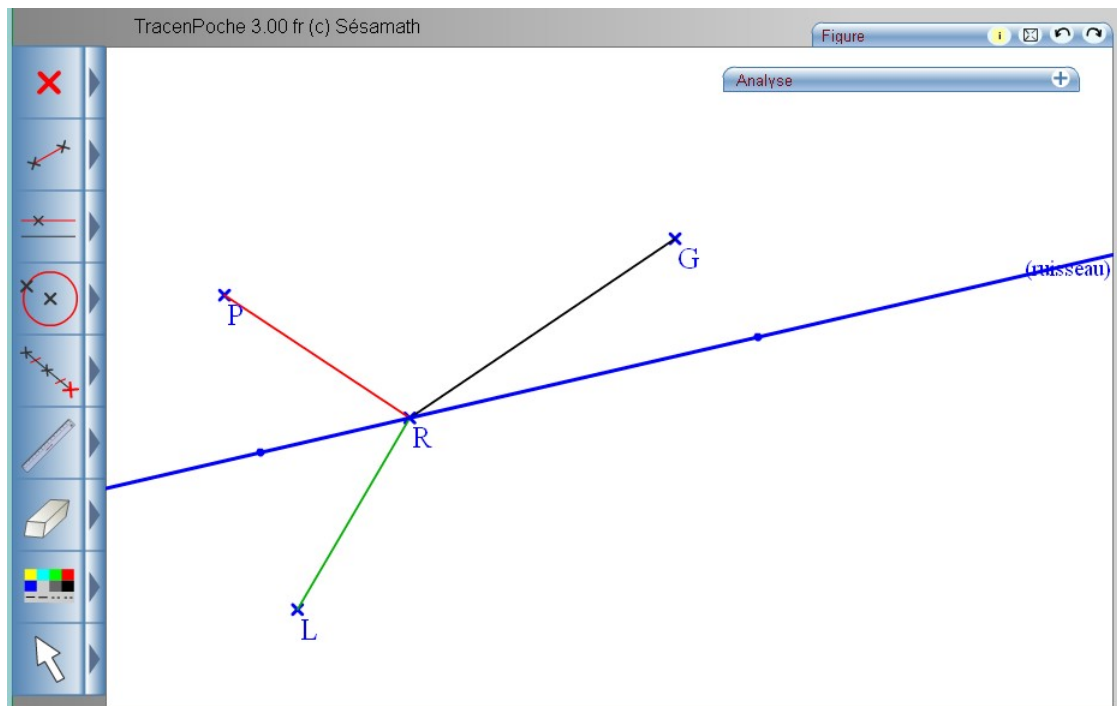 TracenPoche 3.00 fr (c) Sésamath
Figure
i
Analyse
G
(ruisseau)
P
R
L